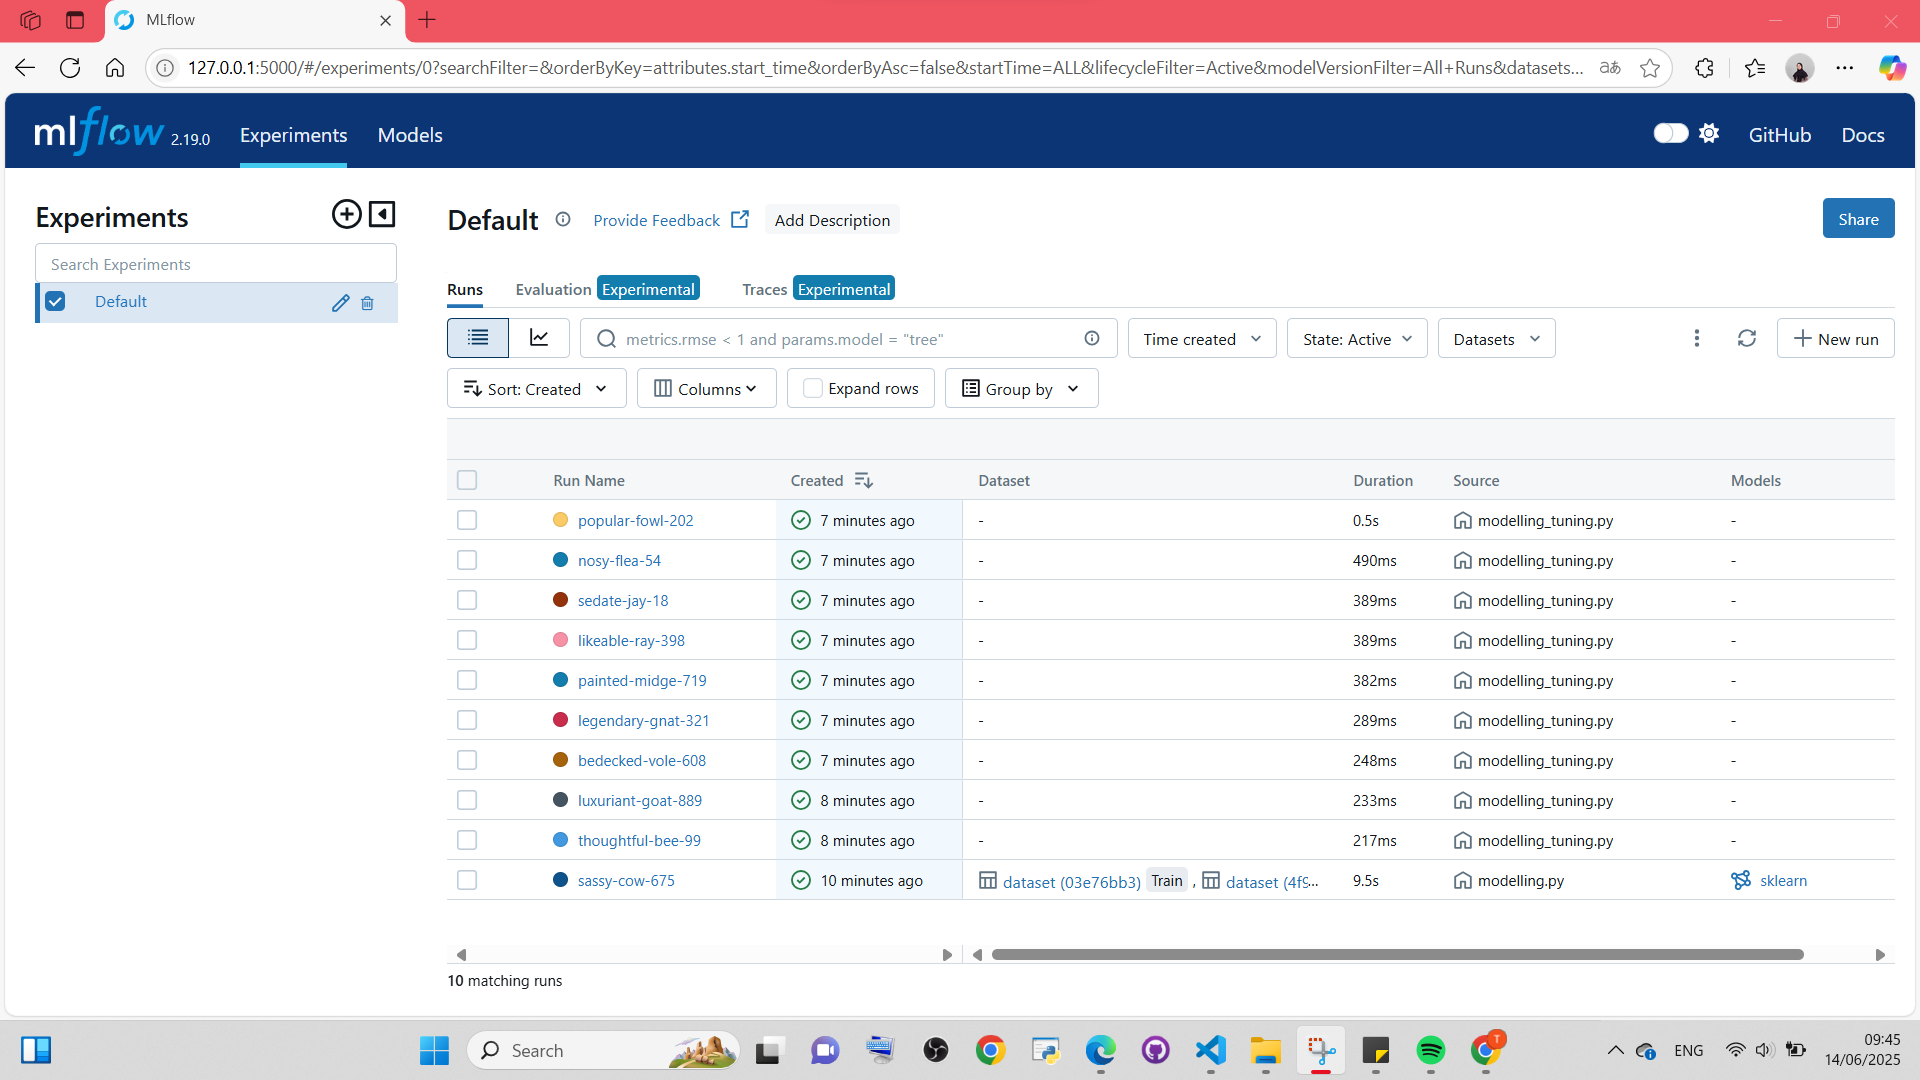 MLflow
127.0.0.1:5000/#/experiments/0?searchFilter=&orderByKey=attributes.start_time&orderByAsc=false&startTime=ALL&lifecycleFilter=Active&modelVersionFilter=All+Runs&datasets...
mlflow 2.19.0 Experiments Models GitHub Docs
Experiments
Search Experiments
Default
Default Provide Feedback Add Description Share
Runs Evaluation Experimental Traces Experimental
metrics.rmse < 1 and params.model = "tree" Time created State: Active Datasets New run
Sort: Created Columns Expand rows Group by
Run Name Created Dataset Duration Source Models
popular-fowl-202 7 minutes ago - 0.5s modelling_tuning.py -
nosy-flea-54 7 minutes ago - 490ms modelling_tuning.py -
sedate-jay-18 7 minutes ago - 389ms modelling_tuning.py -
likeable-ray-398 7 minutes ago - 389ms modelling_tuning.py -
painted-midge-719 7 minutes ago - 382ms modelling_tuning.py -
legendary-gnat-321 7 minutes ago - 289ms modelling_tuning.py -
bedecked-vole-608 7 minutes ago - 248ms modelling_tuning.py -
luxuriant-goat-889 8 minutes ago - 233ms modelling_tuning.py -
thoughtful-bee-99 8 minutes ago - 217ms modelling_tuning.py -
sassy-cow-675 10 minutes ago dataset (03e76bb3) Train , dataset (4f9... 9.5s modelling.py sklearn
10 matching runs
Search T ENG 09:45
14/06/2025